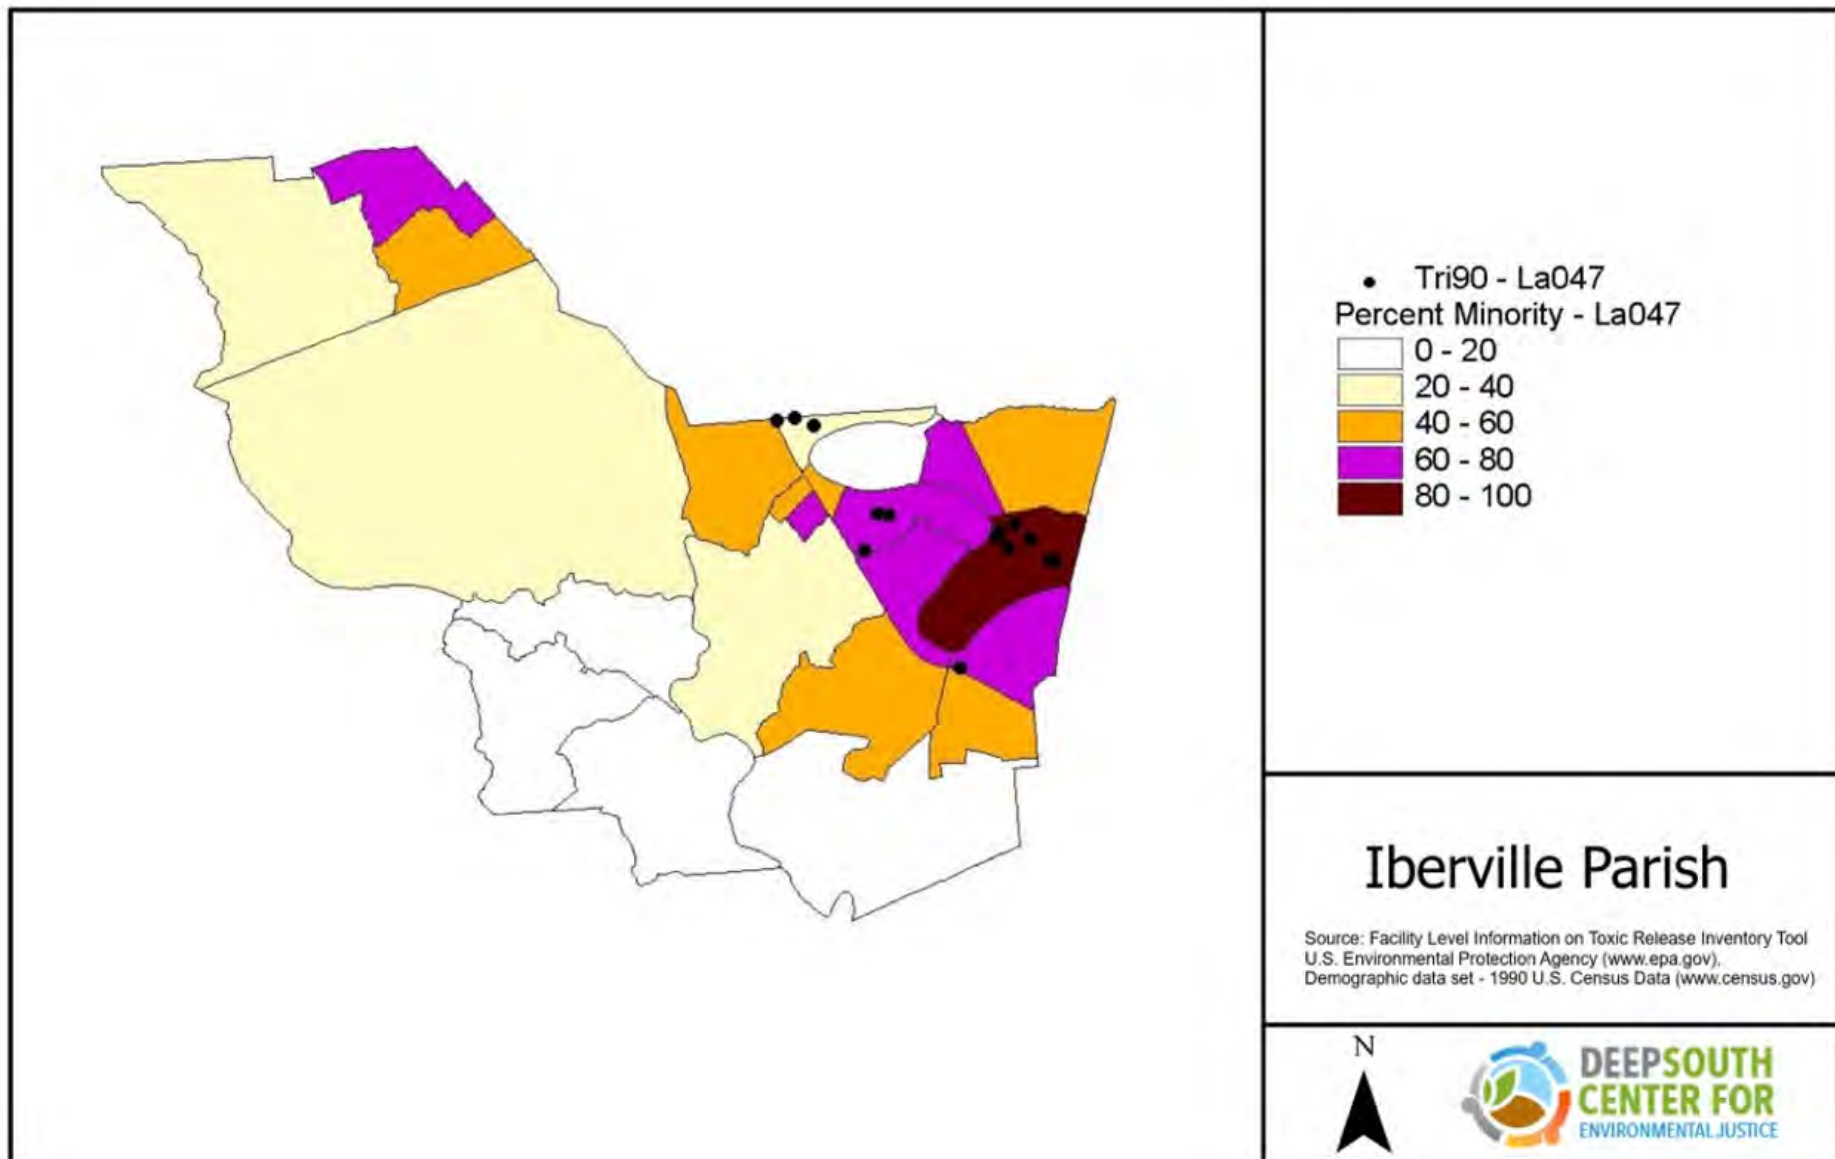 Tri90 - La047
Percent Minority - La047
0 - 20
20 - 40
40 - 60
60 - 80
80 - 100
Iberville Parish
Source: Facility Level Information on Toxic Release Inventory Tool
U.S. Environmental Protection Agency (www.epa.gov).
Demographic data set - 1990 U.S. Census Data (www.census.gov)
N
DEEPSOUTH
CENTER FOR
ENVIRONMENTAL JUSTICE